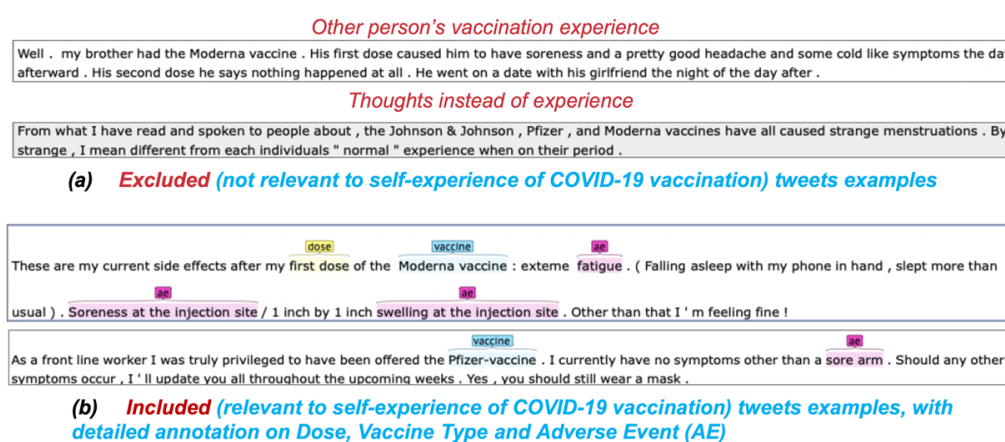 Other person's vaccination experience
Well . my brother had the Moderna vaccine . His first dose caused him to have soreness and a pretty good headache and some cold like symptoms the da
afterward . His second dose he says nothing happened at all . He went on a date with his girlfriend the night of the day after .
Thoughts instead of experience
From what I have read and spoken to people about , the Johnson & Johnson , Pfizer , and Moderna vaccines have all caused strange menstruations . By
strange , I mean different from each individuals " normal " experience when on their period .
(a) Excluded (not relevant to self-experience of COVID-19 vaccination) tweets examples
dose vaccine ae
These are my current side effects after my first dose of the Moderna vaccine : exteme fatigue . ( Falling asleep with my phone in hand , slept more than
ae ae
usual ) . Soreness at the injection site / 1 inch by 1 inch swelling at the injection site . Other than that I ' m feeling fine !
vaccine ae
As a front line worker I was truly privileged to have been offered the Pfizer-vaccine . I currently have no symptoms other than a sore arm . Should any other
symptoms occur , I ' ll update you all throughout the upcoming weeks . Yes , you should still wear a mask .
(b) Included (relevant to self-experience of COVID-19 vaccination) tweets examples, with
detailed annotation on Dose, Vaccine Type and Adverse Event (AE)